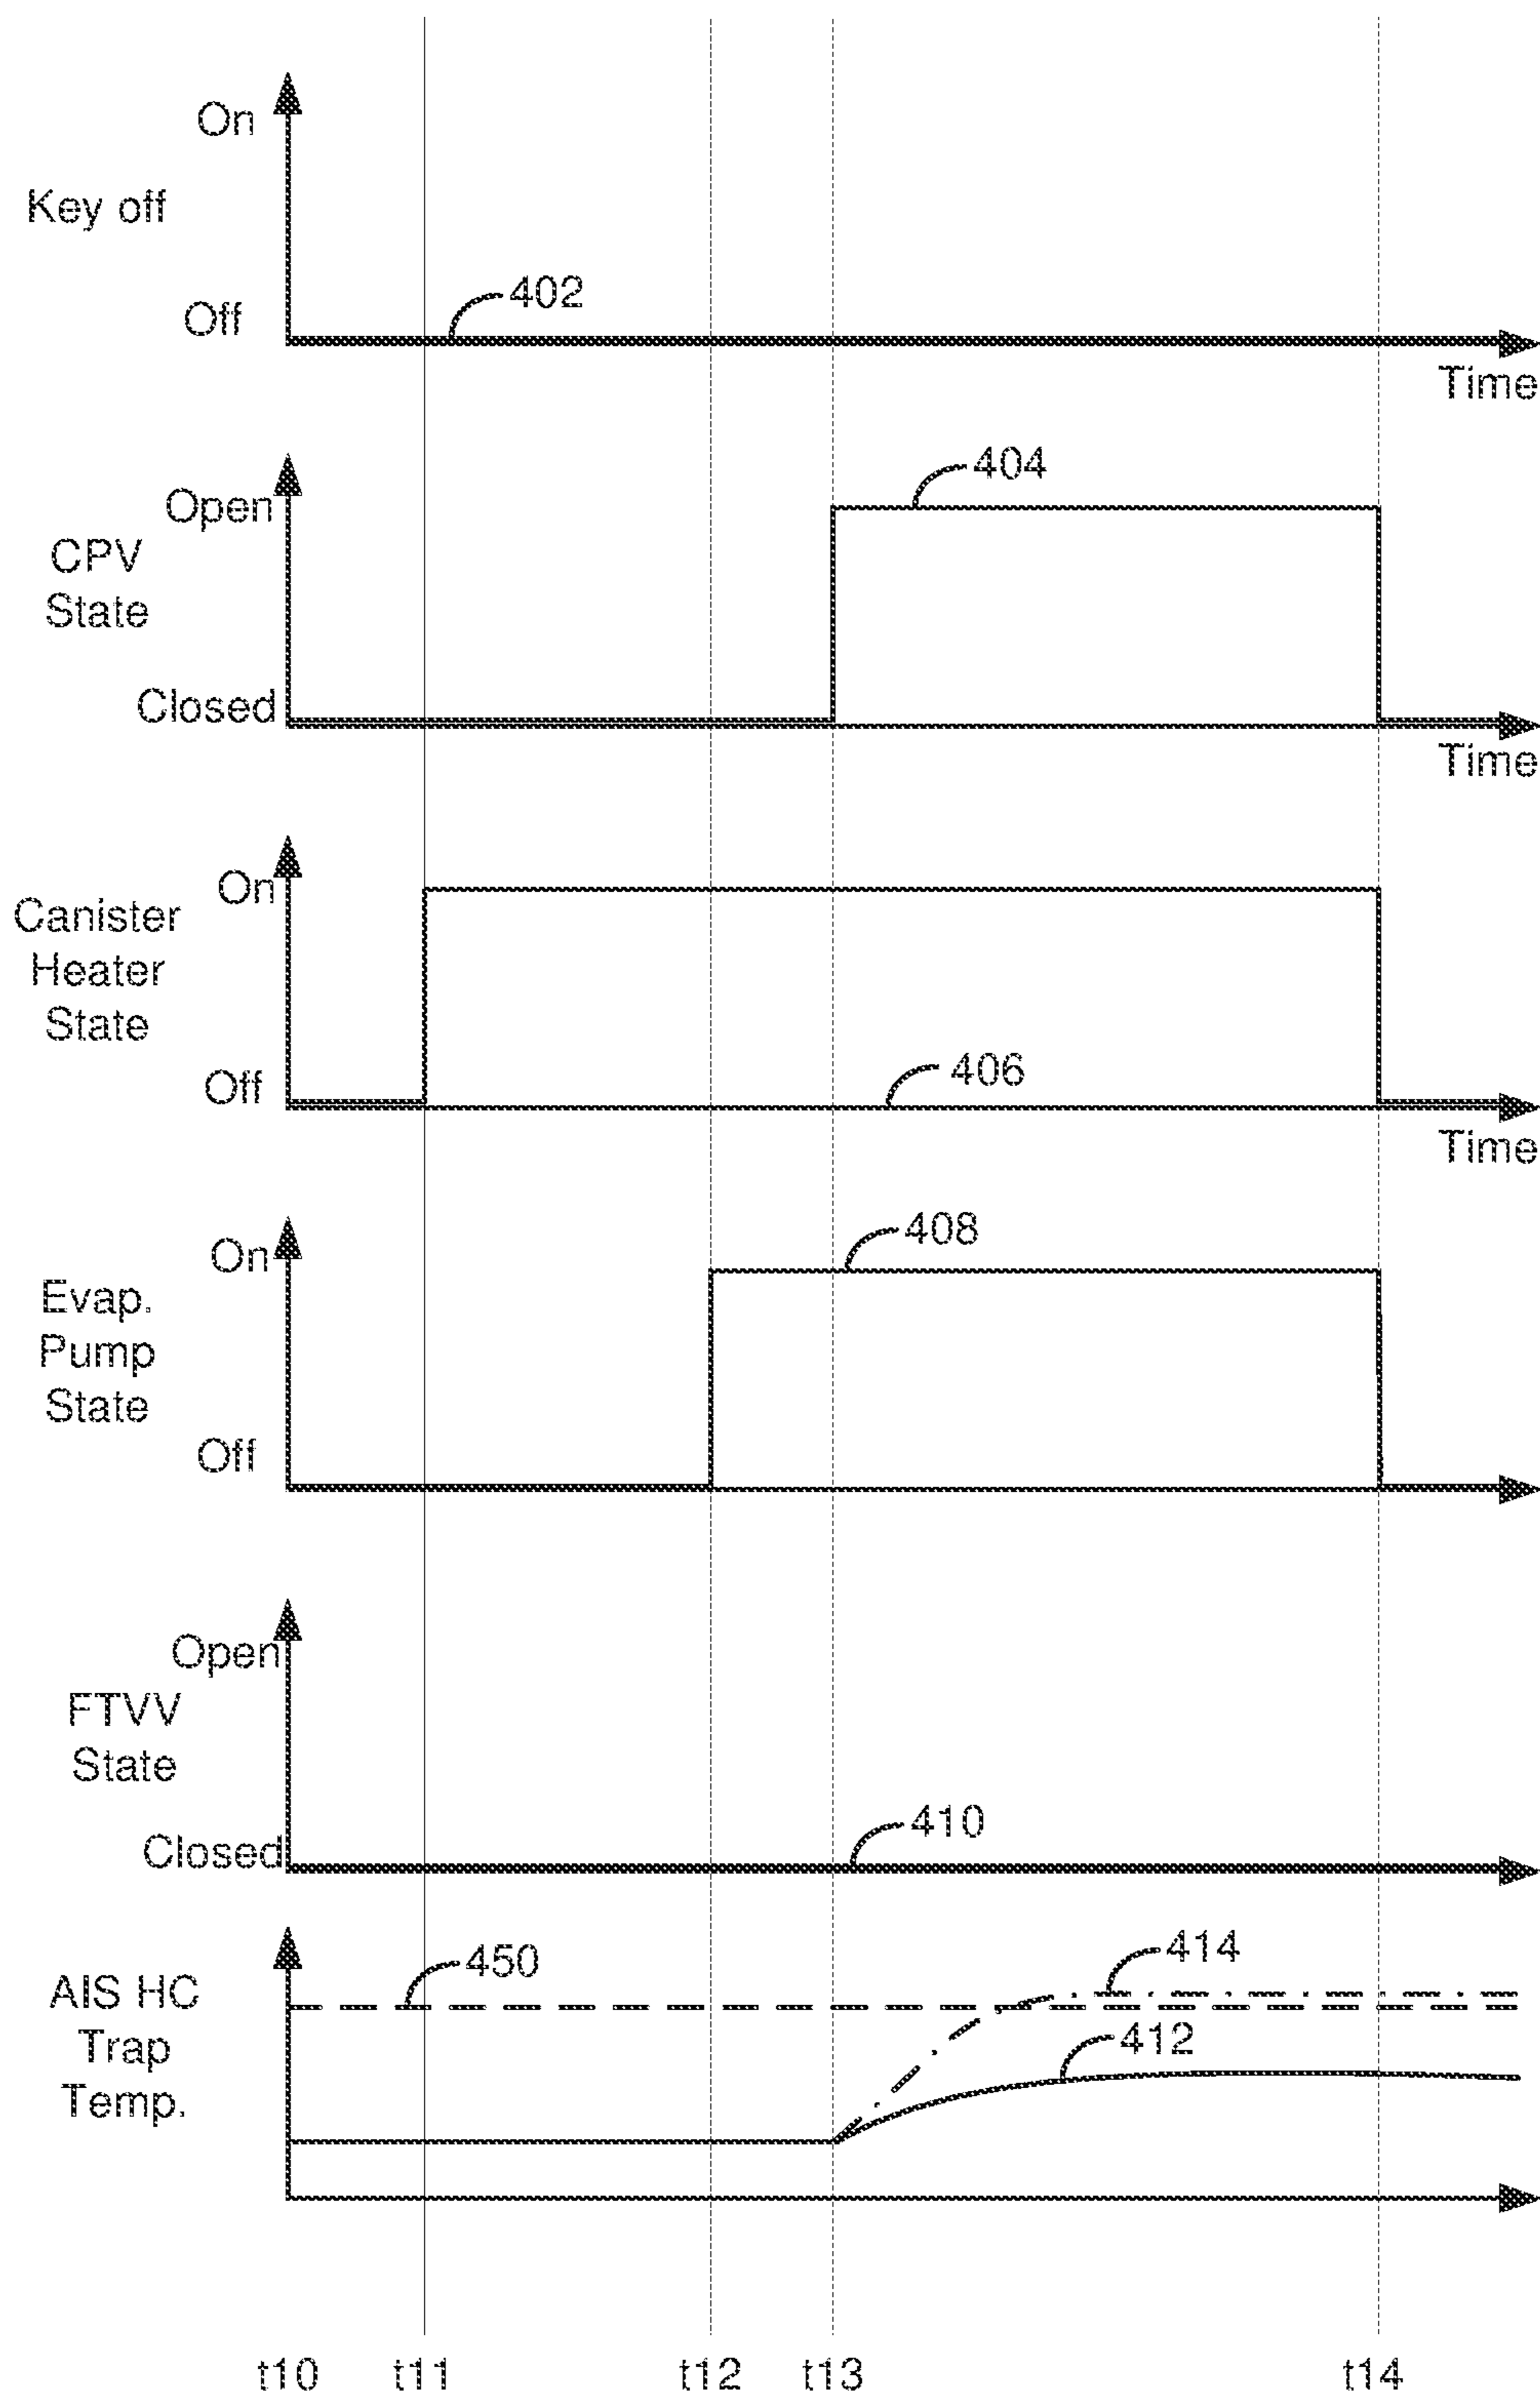 On
Key off
Off
402
Time
Open
404
CPV
State
Closed
Time
On
Canister
Heater
State
Off
406
Time
On
408
Evap.
Pump
State
Off
Open
FTVV
State
Closed
410
450
414
AIS HC
Trap
Temp.
412
t10 t11 t12 t13 t14